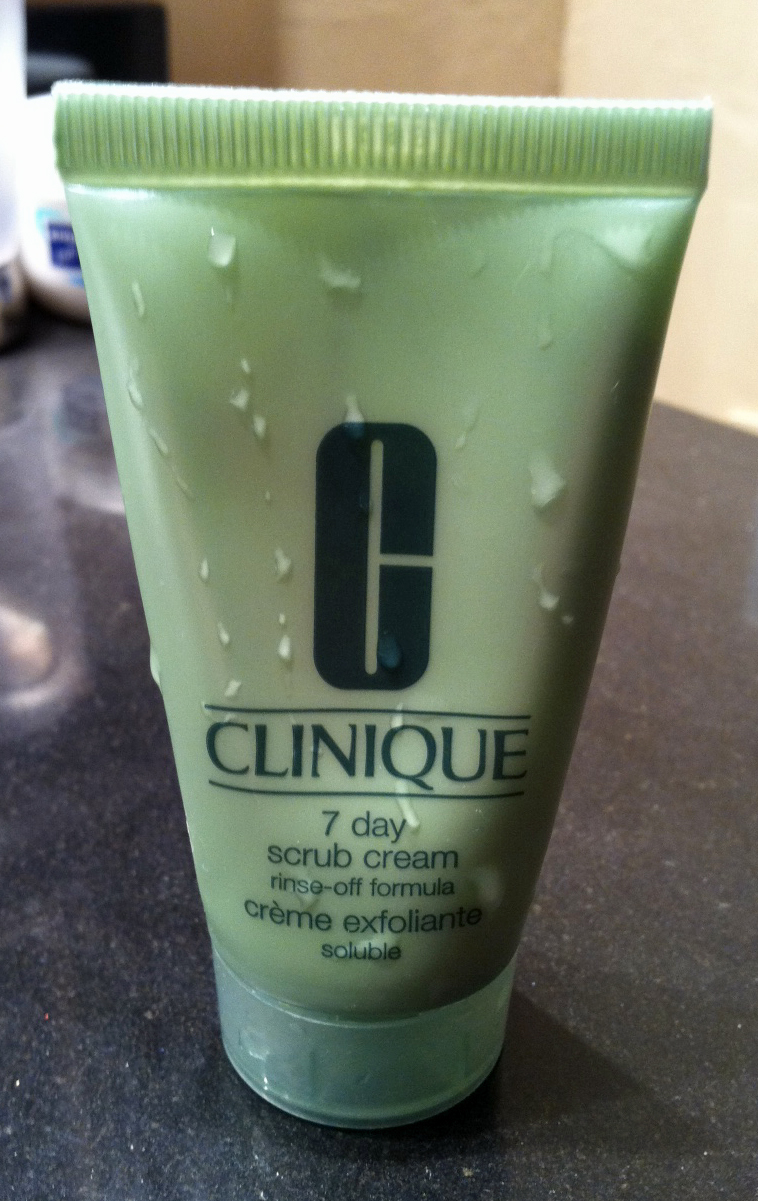 C
CLINIQUE
7 day
scrub cream
rinse-off formula
crème exfoliante
soluble